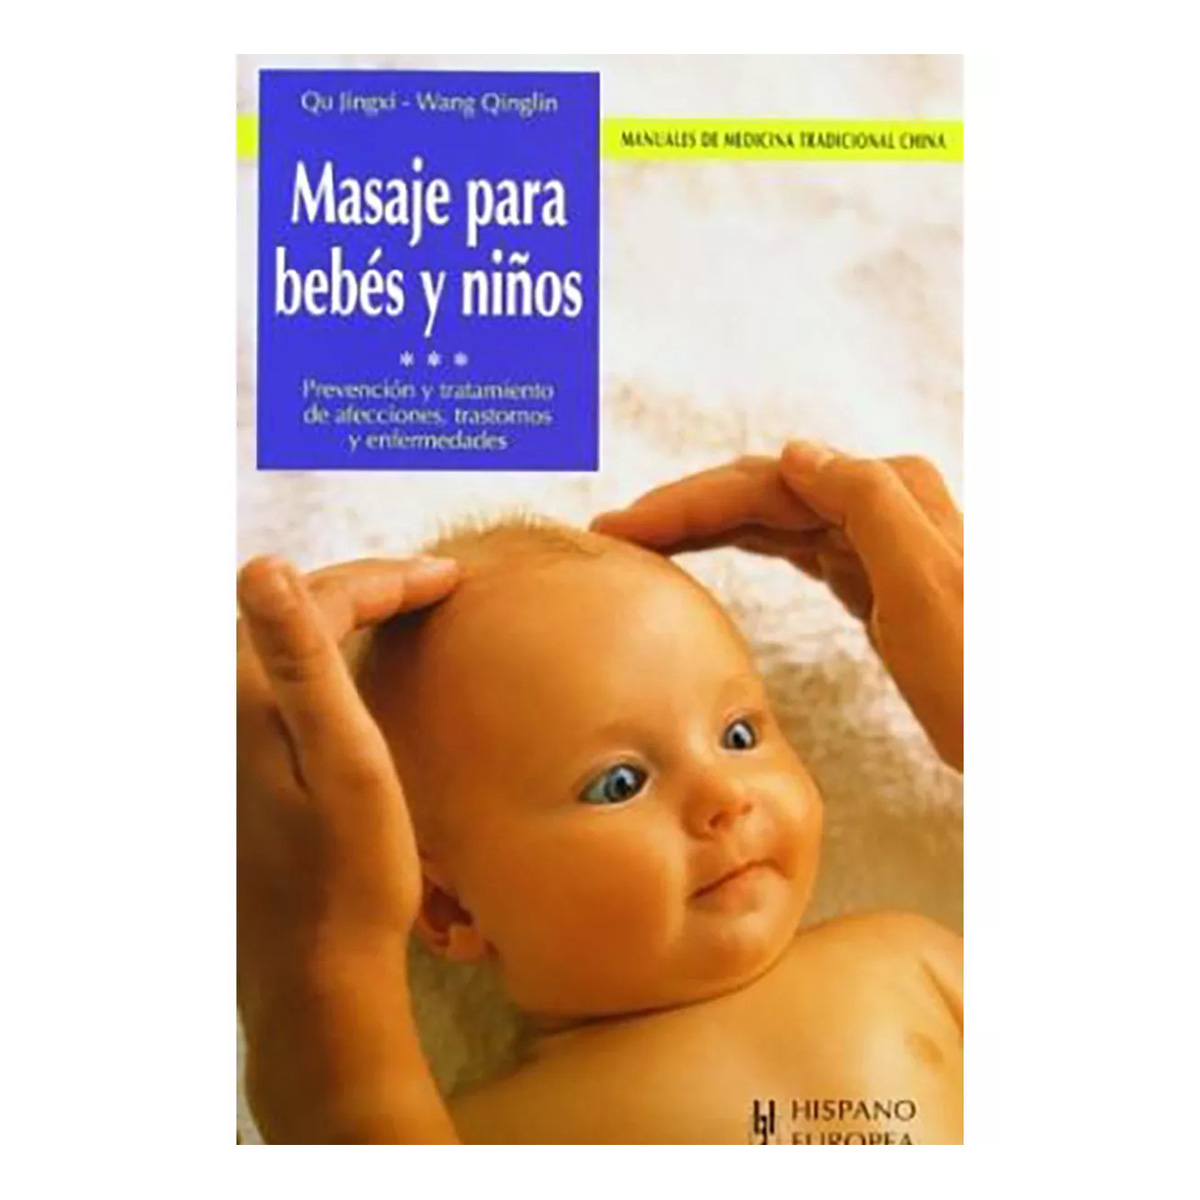 Qu Jingxi - Wang Qinglin
MANUALES DE MEDICINA TRADICIONAL CHINA
Masaje para
bebés y niños
* * *
Prevención y tratamiento
de afecciones, trastornos
y enfermedades
HISPANO
EUROPEA